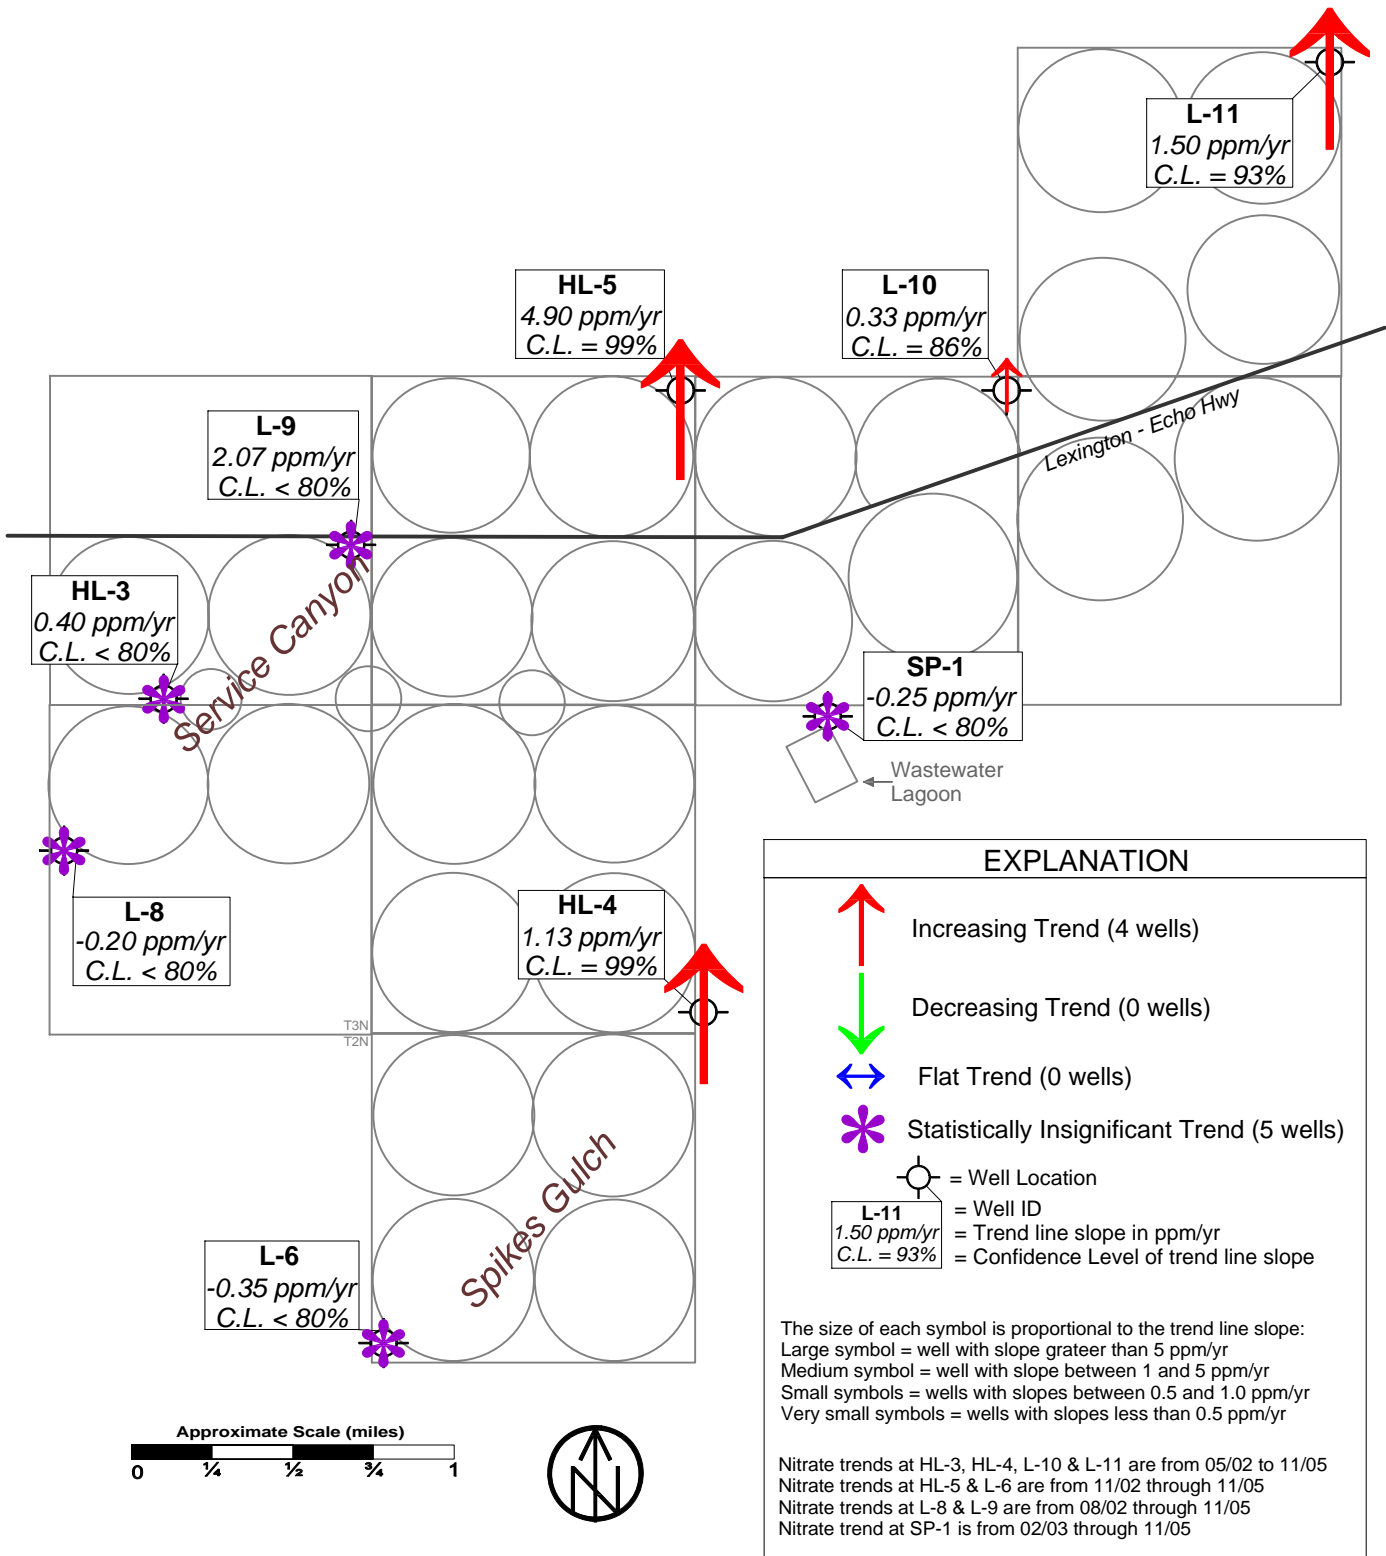 L-11
1.50 ppm/yr
C.L. = 93%
HL-5
4.90 ppm/yr
C.L. = 99%
L-10
0.33 ppm/yr
C.L. = 86%
Lexington - Echo Hwy
L-9
2.07 ppm/yr
C.L. < 80%
HL-3
0.40 ppm/yr
C.L. < 80%
Service Canyon
SP-1
-0.25 ppm/yr
C.L. < 80%
Wastewater
Lagoon
L-8
-0.20 ppm/yr
C.L. < 80%
HL-4
1.13 ppm/yr
C.L. = 99%
T3N
T2N
Spikes Gulch
L-6
-0.35 ppm/yr
C.L. < 80%
EXPLANATION
Increasing Trend (4 wells)
Decreasing Trend (0 wells)
Flat Trend (0 wells)
Statistically Insignificant Trend (5 wells)
= Well Location
L-11 = Well ID
1.50 ppm/yr = Trend line slope in ppm/yr
C.L. = 93% = Confidence Level of trend line slope
The size of each symbol is proportional to the trend line slope:
Large symbol = well with slope grateer than 5 ppm/yr
Medium symbol = well with slope between 1 and 5 ppm/yr
Small symbols = wells with slopes between 0.5 and 1.0 ppm/yr
Very small symbols = wells with slopes less than 0.5 ppm/yr
Nitrate trends at HL-3, HL-4, L-10 & L-11 are from 05/02 to 11/05
Nitrate trends at HL-5 & L-6 are from 11/02 through 11/05
Nitrate trends at L-8 & L-9 are from 08/02 through 11/05
Nitrate trend at SP-1 is from 02/03 through 11/05
Approximate Scale (miles)
0 ¼ ½ ¾ 1
N